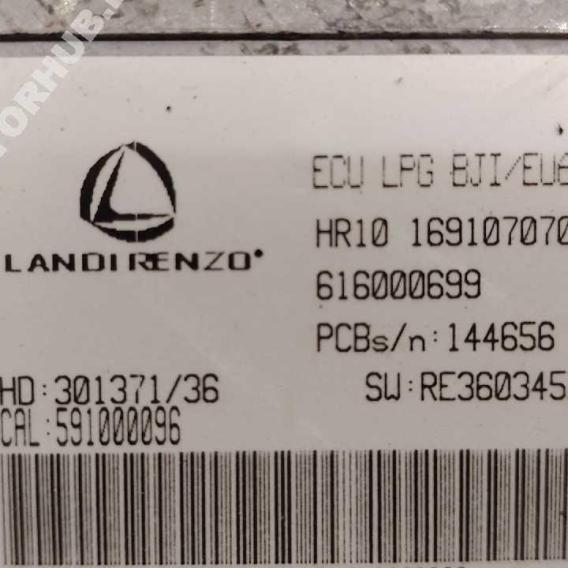 ECU LPG BJI/EU6
HR10 169107070
LANDIRENZO®
616000699
PCBs/n:144656
HD:301371/36
SW:RE360345
CAL:591000096